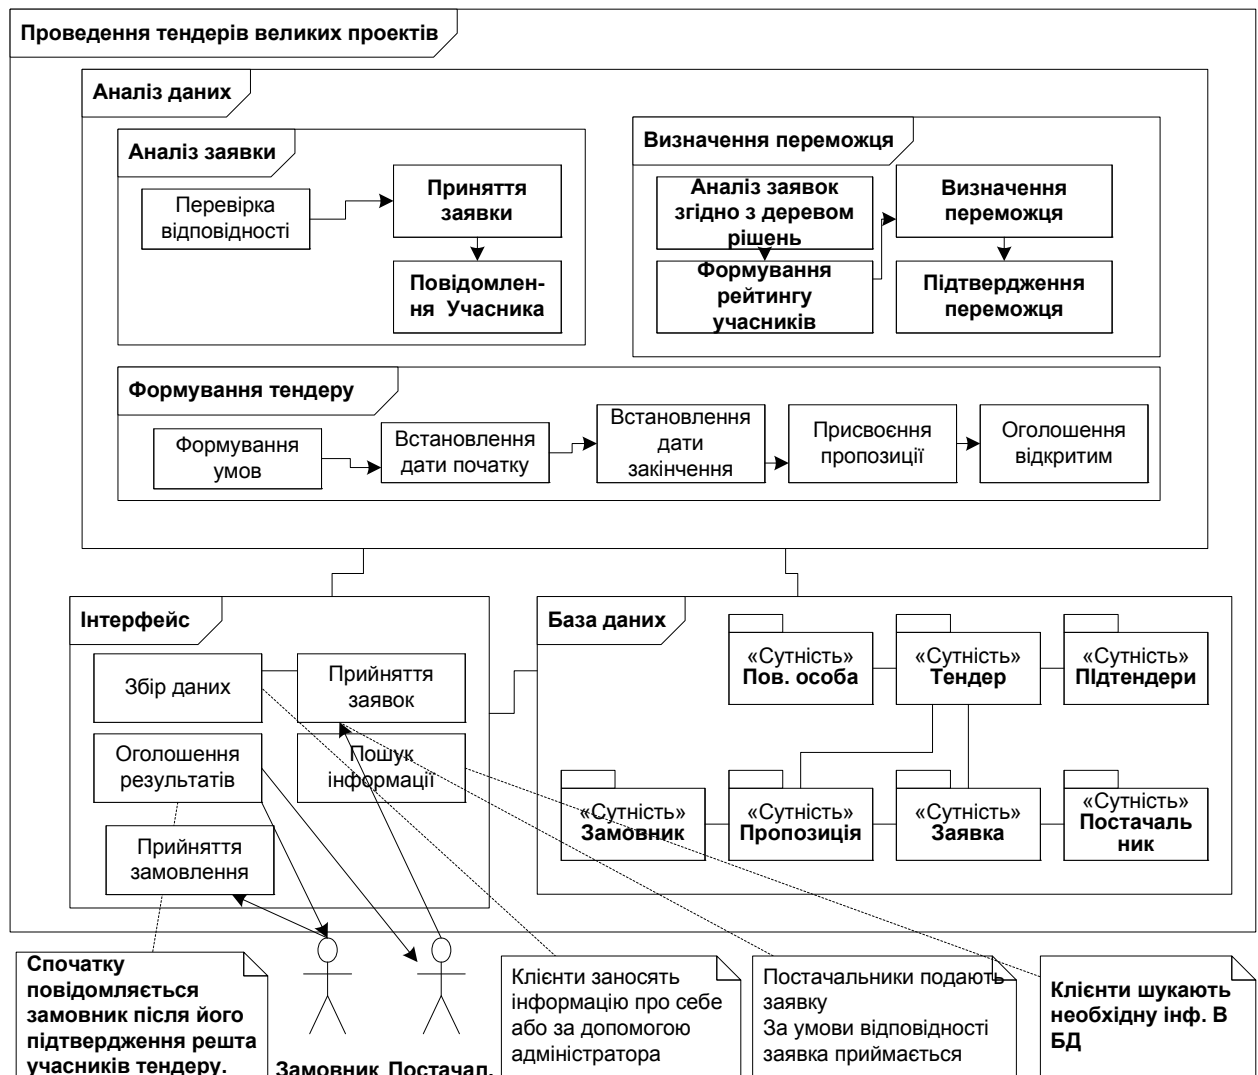 Проведення тендерів великих проектів
Аналіз даних
Аналіз заявки
Перевірка
відповідності
Приняття
заявки
Повідомлен-
ня Учасника
Визначення переможця
Аналіз заявок
згідно з деревом
рішень
Формування
рейтингу
учасників
Визначення
переможця
Підтвердження
переможця
Формування тендеру
Формування
умов
Встановлення
дати початку
Встановлення
дати
закінчення
Присвоєння
пропозиції
Оголошення
відкритим
Інтерфейс
Збір даних
Прийняття
заявок
Оголошення
результатів
Пошук
інформації
Прийняття
замовлення
База даних
«Сутність»
Пов. особа
«Сутність»
Тендер
«Сутність»
ПІдтендери
«Сутність»
Замовник
«Сутність»
Пропозиція
«Сутність»
Заявка
«Сутність»
Постачаль
ник
Спочатку
повідомляється
замовник після його
підтвердження решта
учасників тендеру.
Замовник
Постачал.
Клієнти заносять
інформацію про себе
або за допомогою
адміністратора
Постачальники подають
заявку
За умови відповідності
заявка приймається
Клієнти шукають
необхідну інф. В
БД